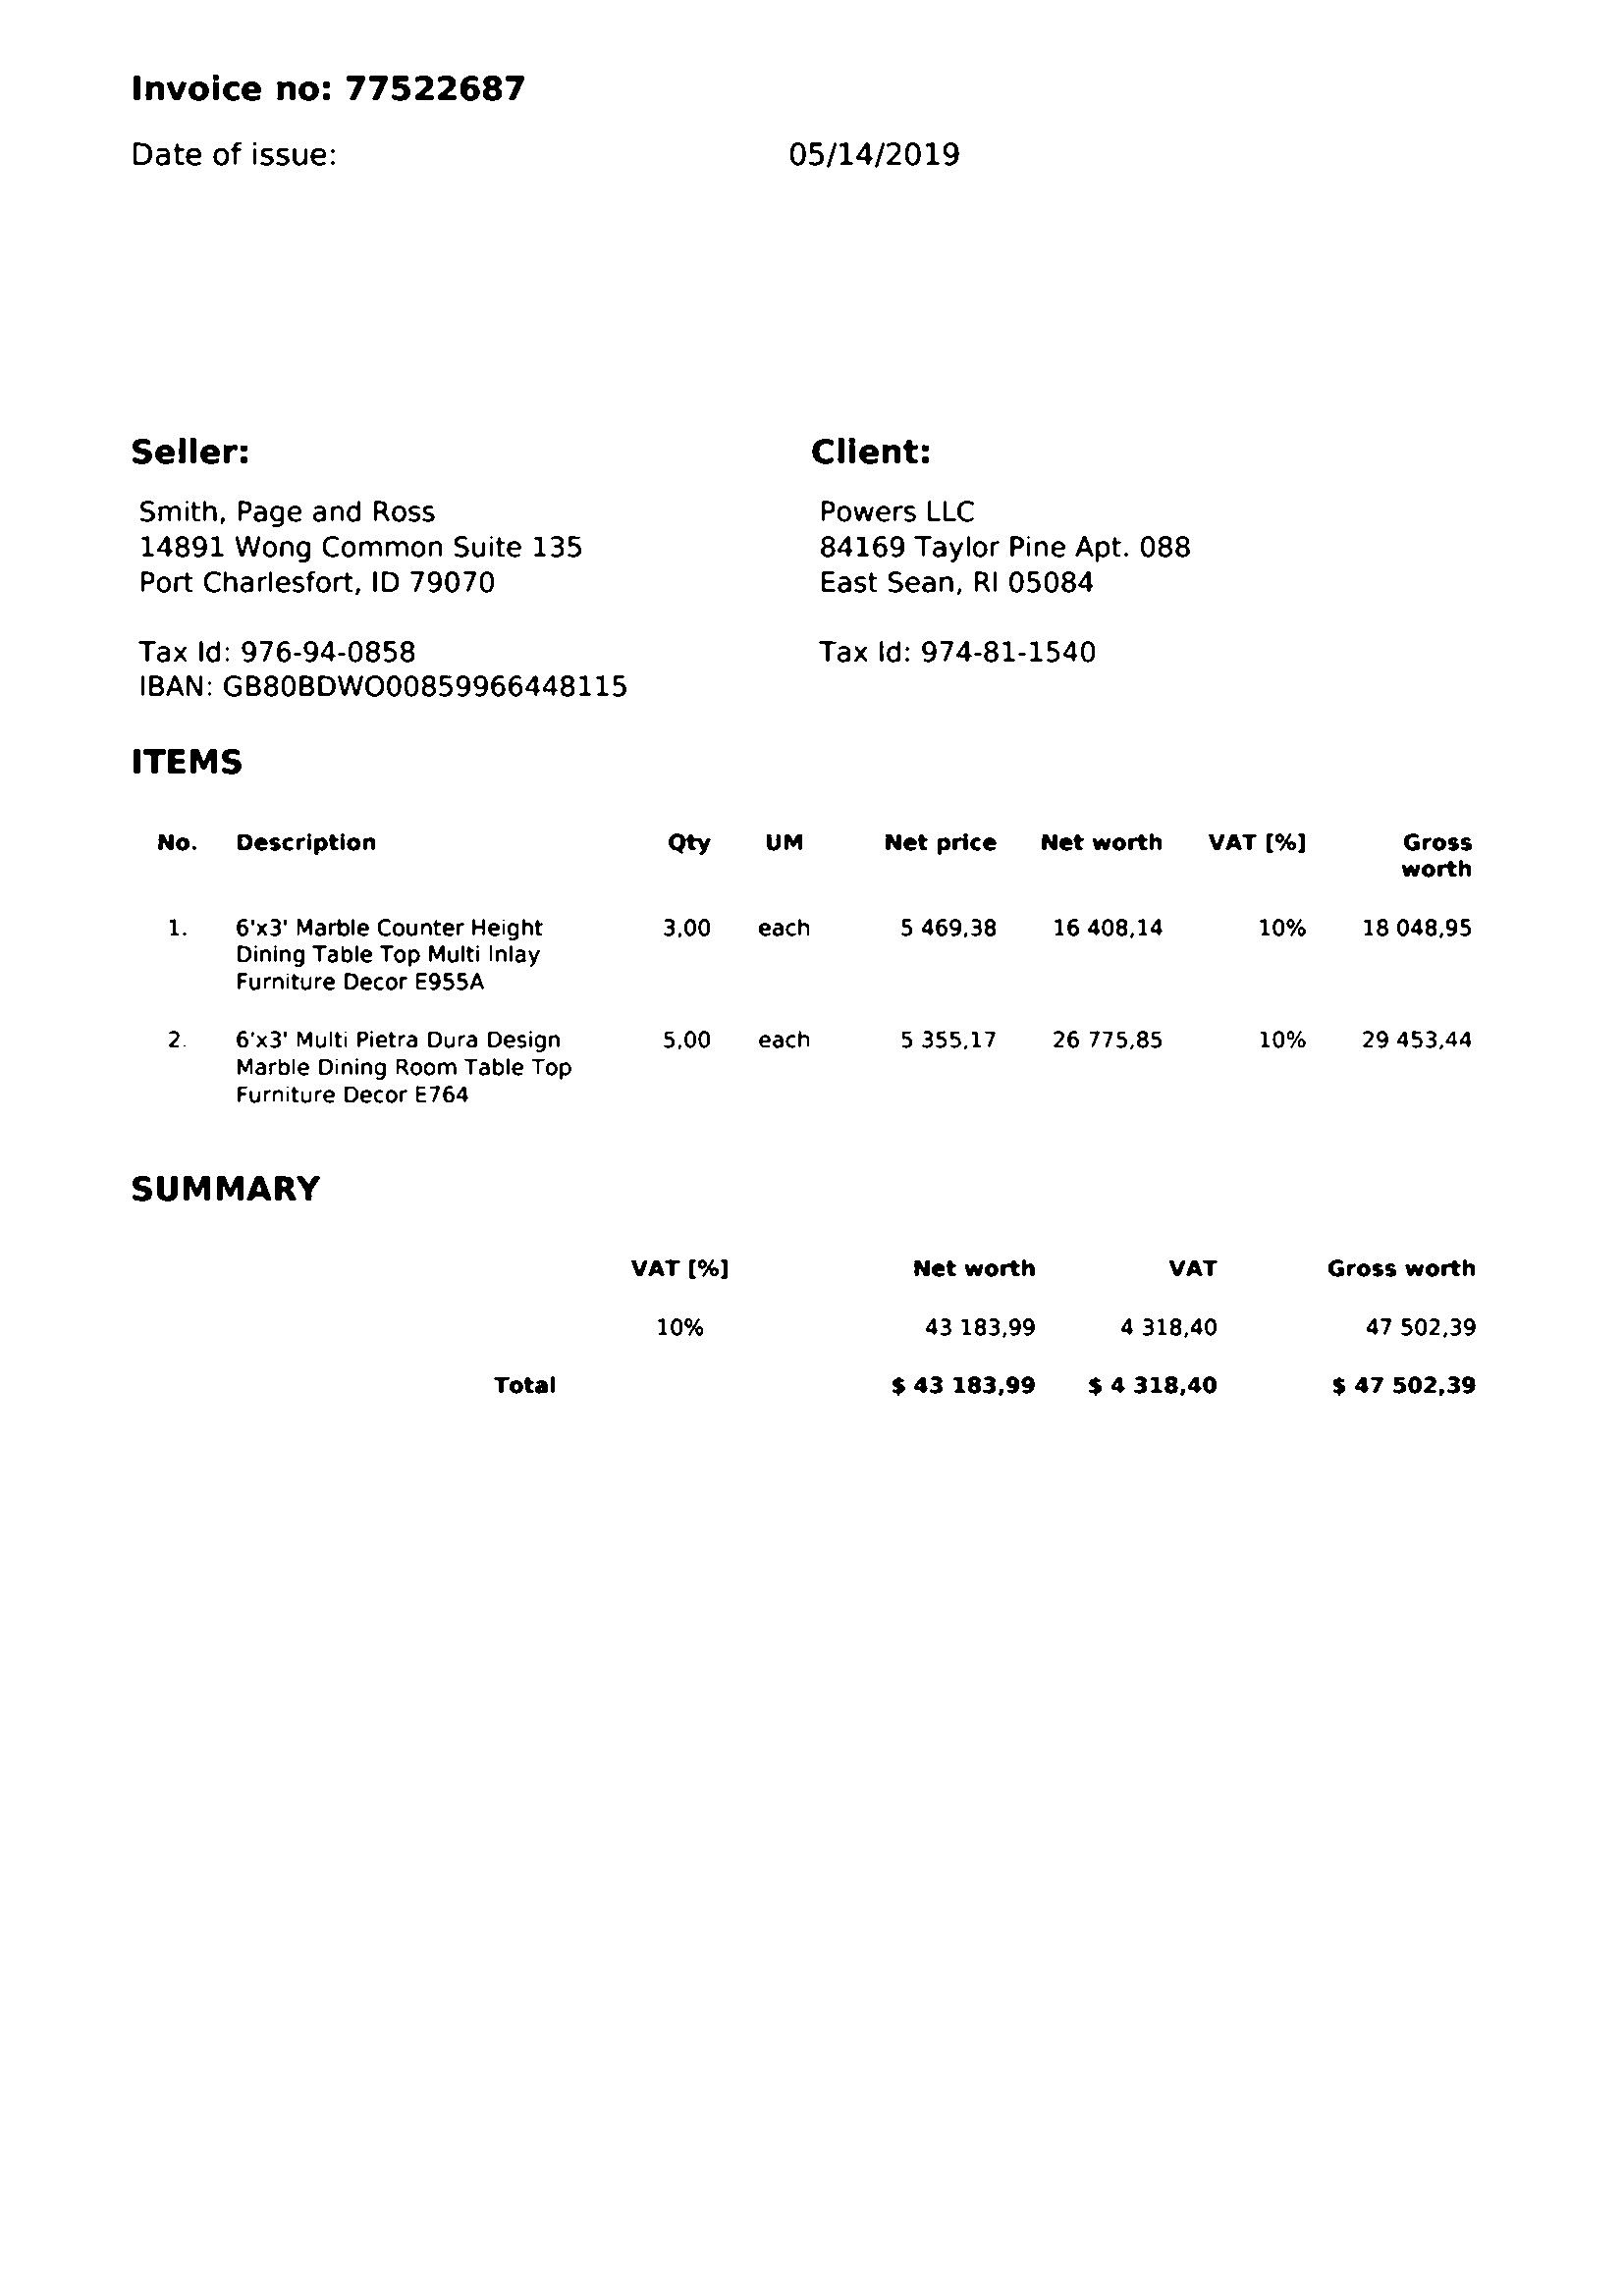 Invoice no: 77522687
Date of issue: 05/14/2019
Seller:
Smith, Page and Ross
14891 Wong Common Suite 135
Port Charlesfort, ID 79070
Tax Id: 976-94-0858
IBAN: GB80BDWO00859966448115
Client:
Powers LLC
84169 Taylor Pine Apt. 088
East Sean, RI 05084
Tax Id: 974-81-1540
ITEMS
No. Description Qty UM Net price Net worth VAT [%] Gross
worth
1. 6'x3' Marble Counter Height 3,00 each 5 469,38 16 408,14 10% 18 048,95
Dining Table Top Multi Inlay
Furniture Decor E955A
2. 6'x3' Multi Pietra Dura Design 5,00 each 5 355,17 26 775,85 10% 29 453,44
Marble Dining Room Table Top
Furniture Decor E764
SUMMARY
VAT [%] Net worth VAT Gross worth
10% 43 183,99 4 318,40 47 502,39
Total $ 43 183,99 $ 4 318,40 $ 47 502,39